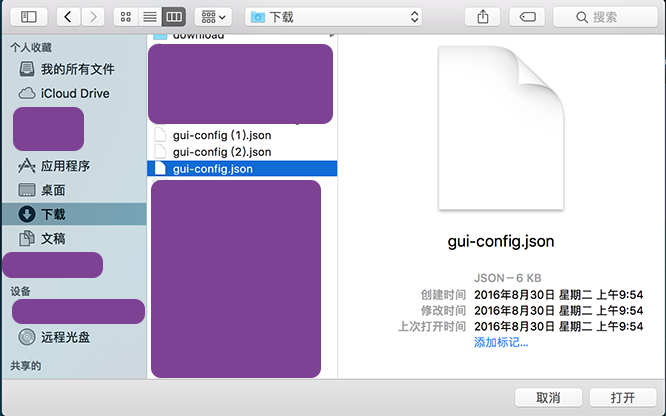 下载
搜索
个人收藏
我的所有文件
iCloud Drive
应用程序
桌面
下载
文稿
设备
远程光盘
共享的
download
gui-config (1).json
gui-config (2).json
gui-config.json
gui-config.json
JSON－6 KB
创建时间 2016年8月30日 星期二 上午9:54
修改时间 2016年8月30日 星期二 上午9:54
上次打开时间 2016年8月30日 星期二 上午9:54
添加标记...
取消
打开